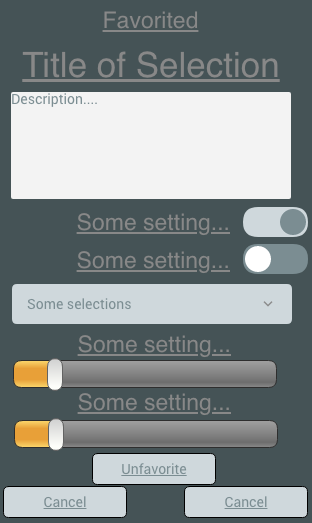 Favorited
Title of Selection
Description....
Some setting...
Some setting...
Some selections
Some setting...
Some setting...
Unfavorite
Cancel
Cancel